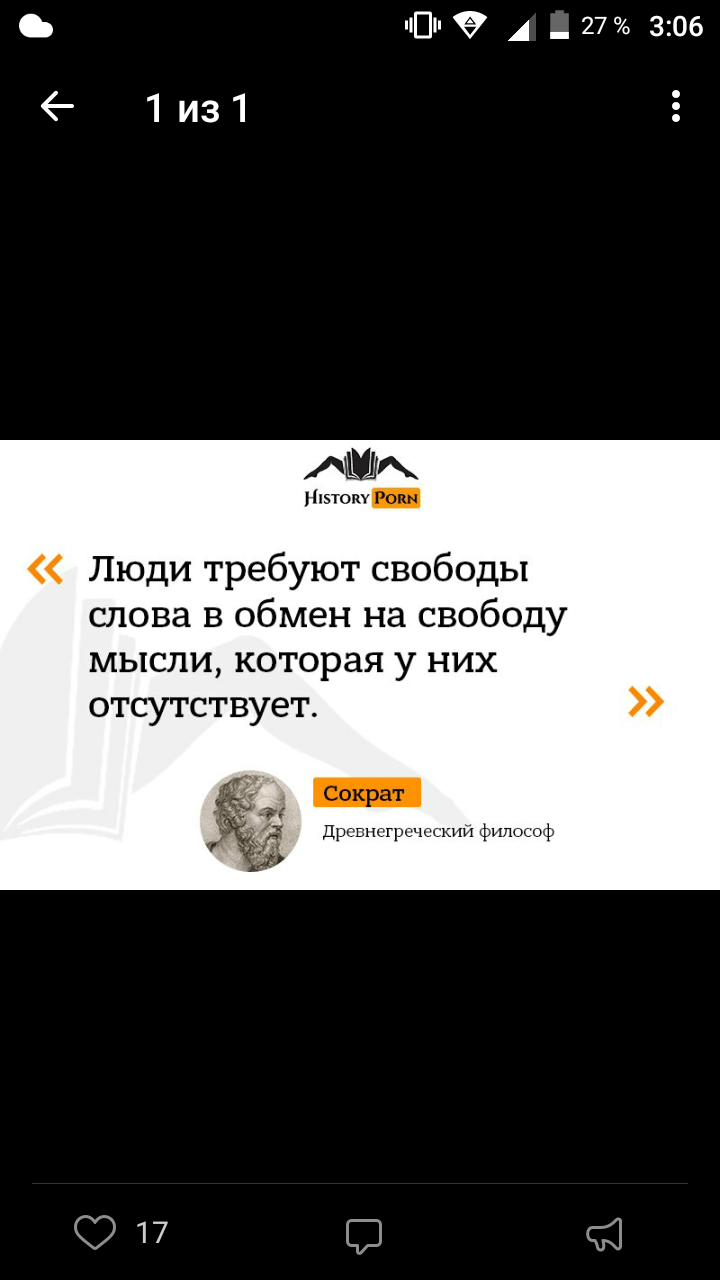 27 % 3:06
1 из 1
HISTORY PORN
« Люди требуют свободы
слова в обмен на свободу
мысли, которая у них
отсутствует. »
Сократ
Древнегреческий философ
17